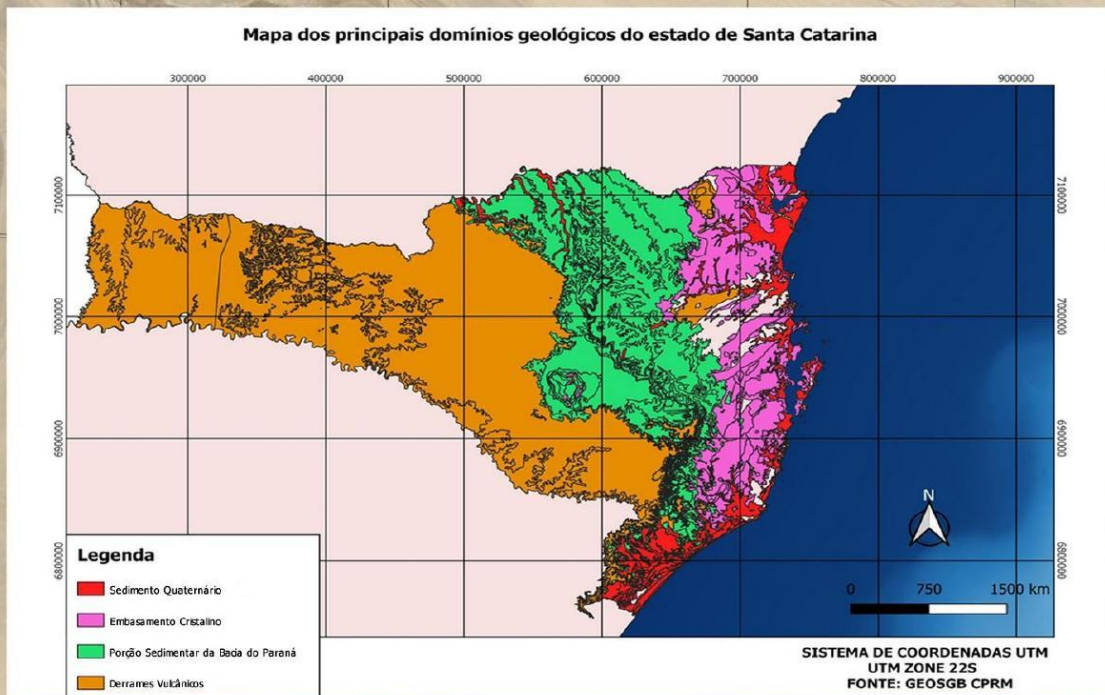 Mapa dos principais domínios geológicos do estado de Santa Catarina
300000 400000 500000 600000 700000 800000 900000
7100000 7100000
7000000 7000000
6900000 6900000
6800000 6800000
N
Legenda
Sedimento Quaternário
Embasamento Cristalino
Porção Sedimentar da Bacia do Paraná
Derrames Vulcânicos
0 750 1500 km
SISTEMA DE COORDENADAS UTM
UTM ZONE 22S
FONTE: GEOSGB CPRM